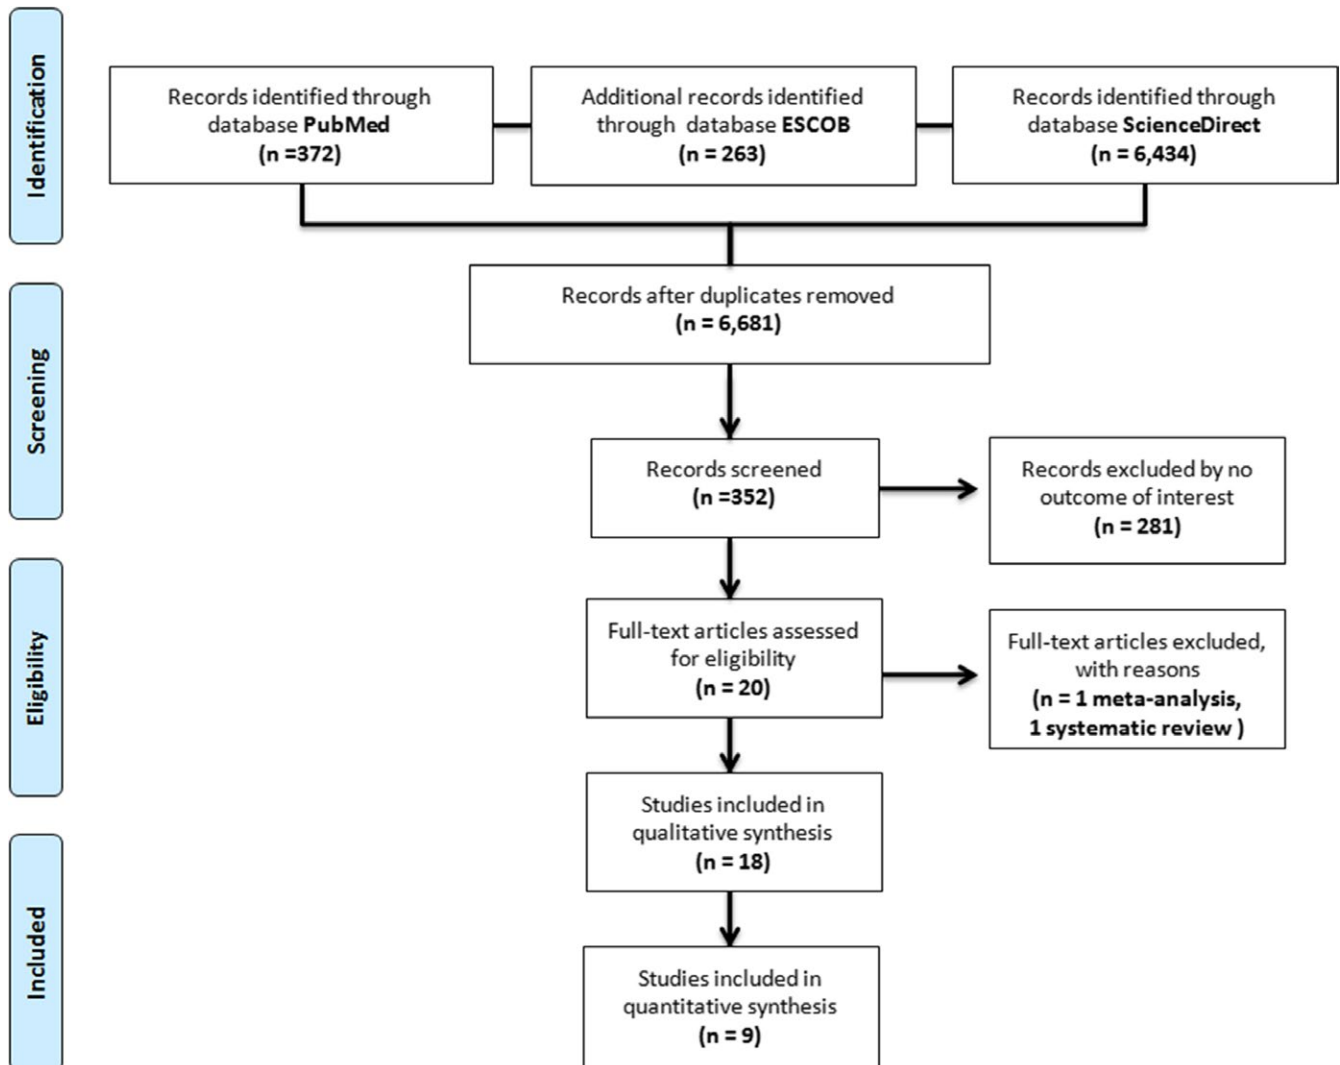 Identification
Records identified through
database PubMed
(n =372)
Additional records identified
through database ESCOB
(n = 263)
Records identified through
database ScienceDirect
(n = 6,434)
Screening
Records after duplicates removed
(n = 6,681)
Records screened
(n =352)
Records excluded by no
outcome of interest
(n = 281)
Eligibility
Full-text articles assessed
for eligibility
(n = 20)
Full-text articles excluded,
with reasons
(n = 1 meta-analysis,
1 systematic review )
Studies included in
qualitative synthesis
(n = 18)
Included
Studies included in
quantitative synthesis
(n = 9)